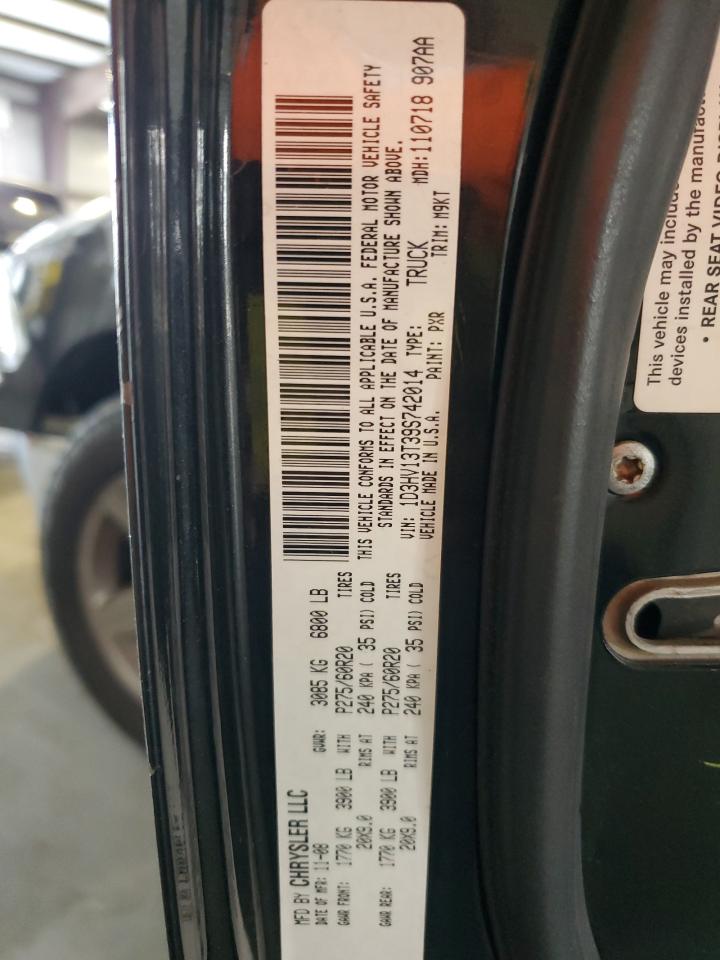 MFD BY CHRYSLER LLC
DATE OF MFR: 11-08 GVWR: 3085 KG 6800 LB
GAWR FRONT: 1770 KG 3900 LB WITH P275/60R20 TIRES
20X9.0 RIMS AT 240 KPA ( 35 PSI) COLD
GAWR REAR: 1770 KG 3900 LB WITH P275/60R20 TIRES
20X9.0 RIMS AT 240 KPA ( 35 PSI) COLD
THIS VEHICLE CONFORMS TO ALL APPLICABLE U.S.A. FEDERAL MOTOR VEHICLE SAFETY
STANDARDS IN EFFECT ON THE DATE OF MANUFACTURE SHOWN ABOVE.
VIN: 1D3HV13T39S742014 TYPE: TRUCK MDH:110718 907AA
VEHICLE MADE IN U.S.A. PAINT: PXR TRIM: M9KT
This vehicle may include
devices installed by the
• REAR SEAT VIDEO